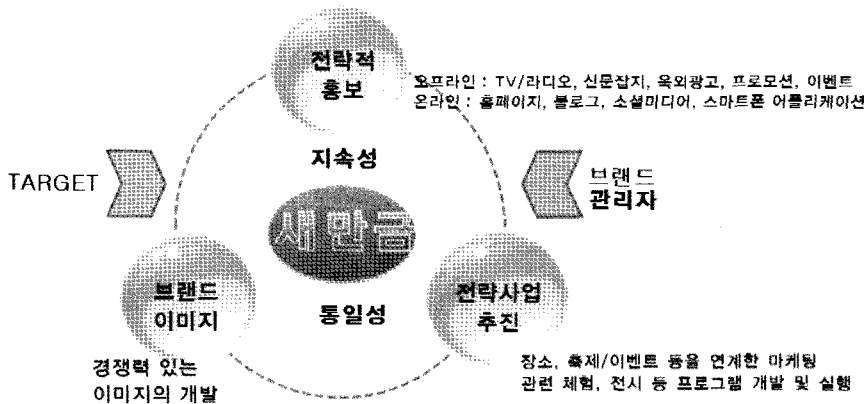 전략적
홍보
오프라인 : TV/라디오, 신문잡지, 옥외광고, 프로모션, 이벤트
온라인 : 홈페이지, 블로그, 소셜미디어, 스마트폰 어플리케이션
지속성
TARGET
브랜드
관리자
새만금
브랜드
이미지
통일성
전략사업
추진
경쟁력 있는
이미지의 개발
장소, 축제/이벤트 등을 연계한 마케팅
관련 체험, 전시 등 프로그램 개발 및 실행